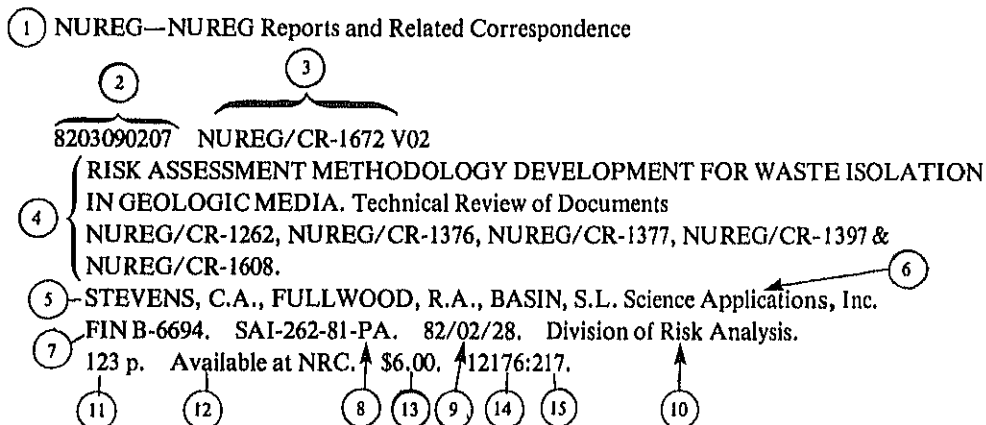 1 NUREG—NUREG Reports and Related Correspondence
2 3
8203090207 NUREG/CR-1672 V02
RISK ASSESSMENT METHODOLOGY DEVELOPMENT FOR WASTE ISOLATION
4 IN GEOLOGIC MEDIA. Technical Review of Documents
NUREG/CR-1262, NUREG/CR-1376, NUREG/CR-1377, NUREG/CR-1397 &
NUREG/CR-1608. 6
5 STEVENS, C.A., FULLWOOD, R.A., BASIN, S.L. Science Applications, Inc.
7 FIN B-6694. SAI-262-81-PA. 82/02/28. Division of Risk Analysis.
123 p. Available at NRC. $6.00. 12176:217.
11 12 8 13 9 14 15 10